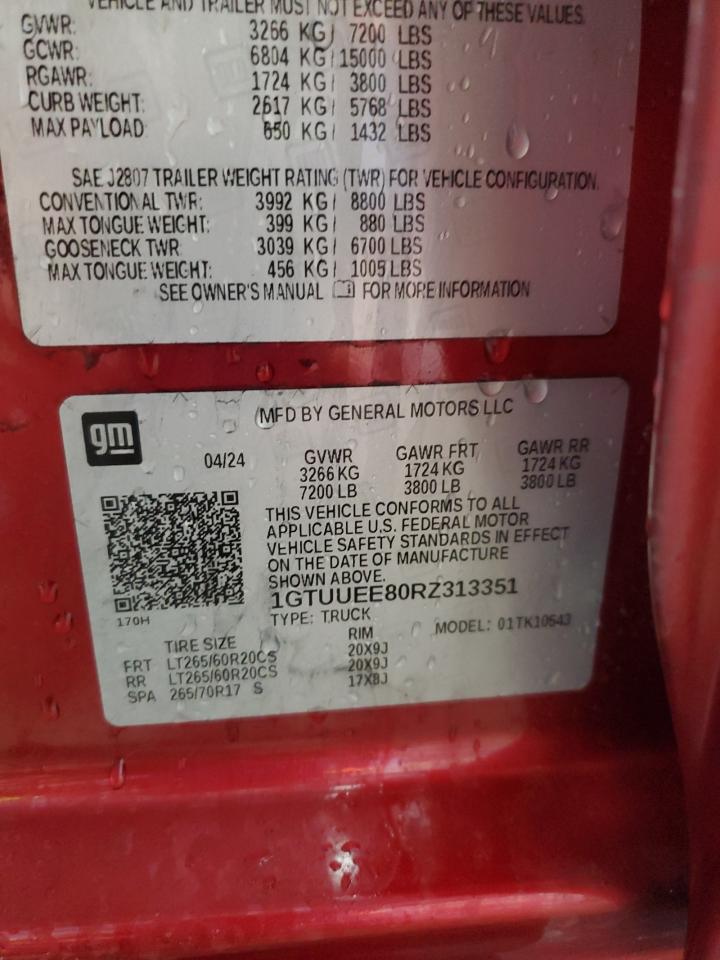 VEHICLE AND TRAILER MUST NOT EXCEED ANY OF THESE VALUES.
GVWR: 3266 KG/ 7200 LBS
GCWR: 6804 KG/ 15000 LBS
RGAWR: 1724 KG/ 3800 LBS
CURB WEIGHT: 2617 KG/ 5768 LBS
MAX PAYLOAD: 650 KG/ 1432 LBS
SAE J2807 TRAILER WEIGHT RATING (TWR) FOR VEHICLE CONFIGURATION.
CONVENTIONAL TWR: 3992 KG/ 8800 LBS
MAX TONGUE WEIGHT: 399 KG/ 880 LBS
GOOSENECK TWR 3039 KG/ 6700 LBS
MAX TONGUE WEIGHT: 456 KG/ 1005 LBS
SEE OWNER'S MANUAL FOR MORE INFORMATION
gm
MFD BY GENERAL MOTORS LLC
04/24 GVWR GAWR FRT GAWR RR
3266 KG 1724 KG 1724 KG
7200 LB 3800 LB 3800 LB
THIS VEHICLE CONFORMS TO ALL
APPLICABLE U.S. FEDERAL MOTOR
VEHICLE SAFETY STANDARDS IN EFFECT
ON THE DATE OF MANUFACTURE
SHOWN ABOVE.
1GTUUEE80RZ313351
170H
TYPE: TRUCK MODEL: 01TK10543
TIRE SIZE RIM
FRT LT265/60R20CS 20X9J
RR LT265/60R20CS 20X9J
SPA 265/70R17 S 17X8J